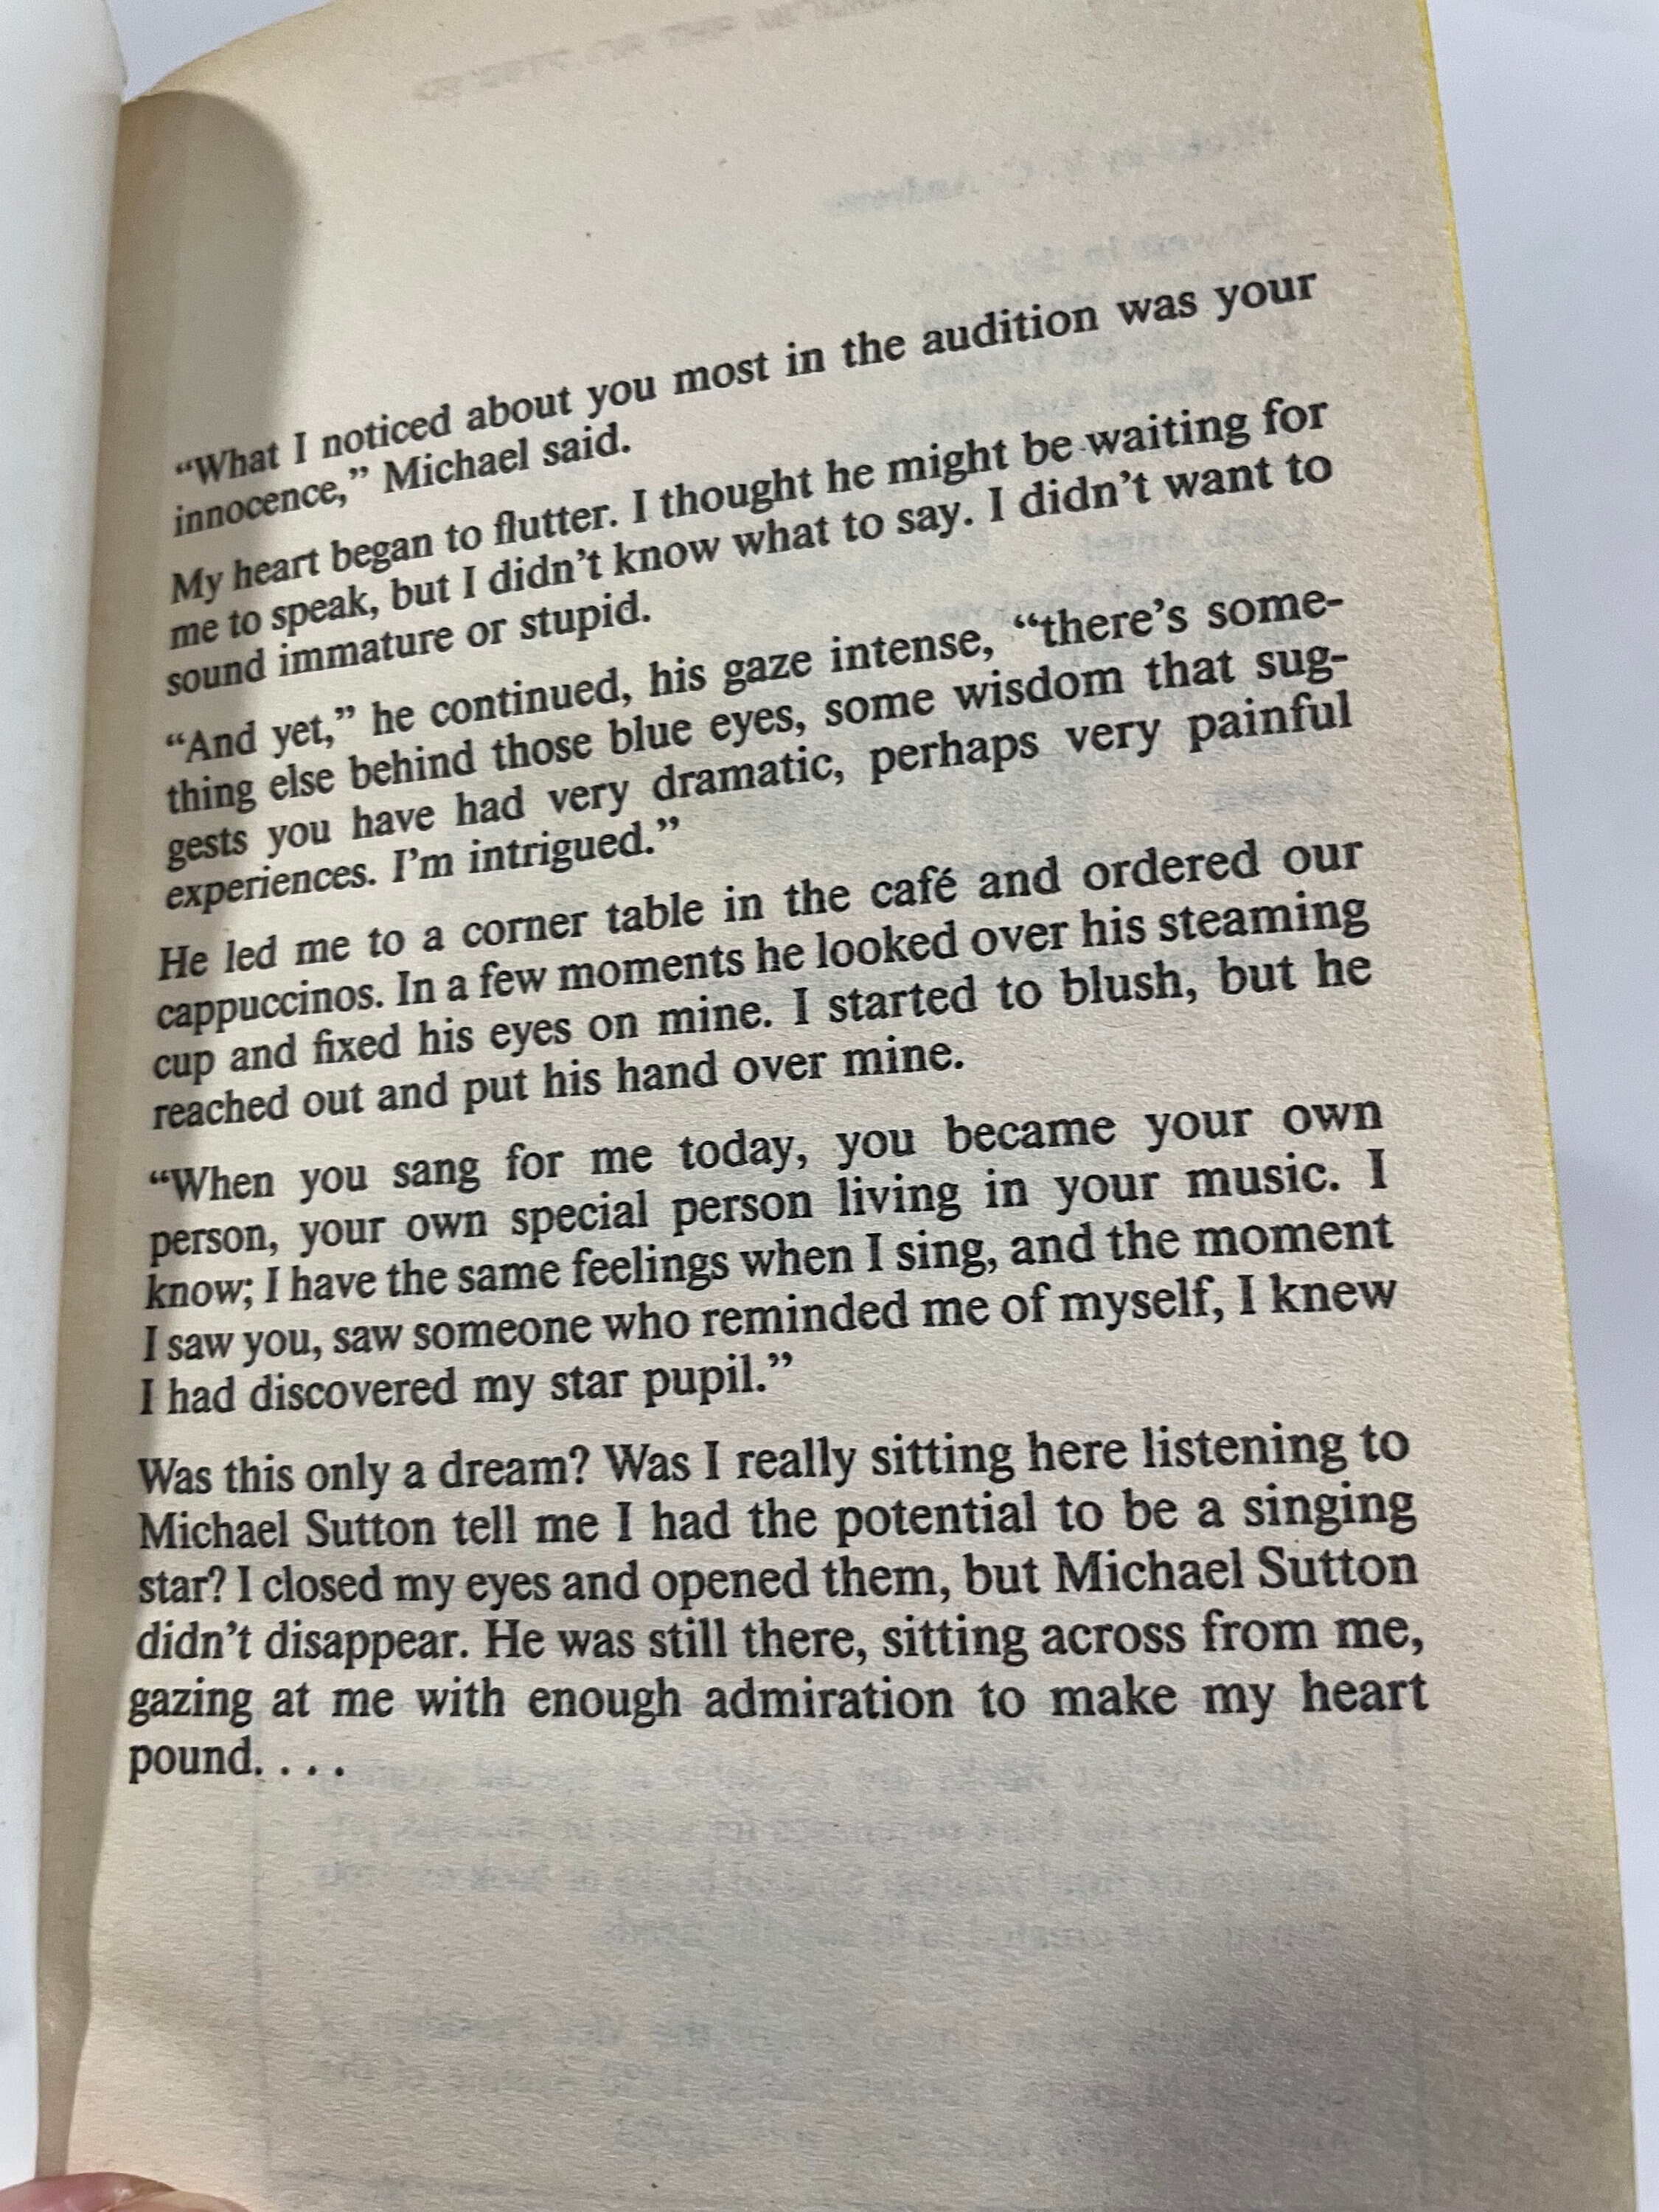 “What I noticed about you most in the audition was your
innocence,” Michael said.
My heart began to flutter. I thought he might be waiting for
me to speak, but I didn’t know what to say. I didn’t want to
sound immature or stupid.
“And yet,” he continued, his gaze intense, “there’s some-
thing else behind those blue eyes, some wisdom that sug-
gests you have had very dramatic, perhaps very painful
experiences. I’m intrigued.”
He led me to a corner table in the café and ordered our
cappuccinos. In a few moments he looked over his steaming
cup and fixed his eyes on mine. I started to blush, but he
reached out and put his hand over mine.
“When you sang for me today, you became your own
person, your own special person living in your music. I
know; I have the same feelings when I sing, and the moment
I saw you, saw someone who reminded me of myself, I knew
I had discovered my star pupil.”
Was this only a dream? Was I really sitting here listening to
Michael Sutton tell me I had the potential to be a singing
star? I closed my eyes and opened them, but Michael Sutton
didn’t disappear. He was still there, sitting across from me,
gazing at me with enough admiration to make my heart
pound. . . .